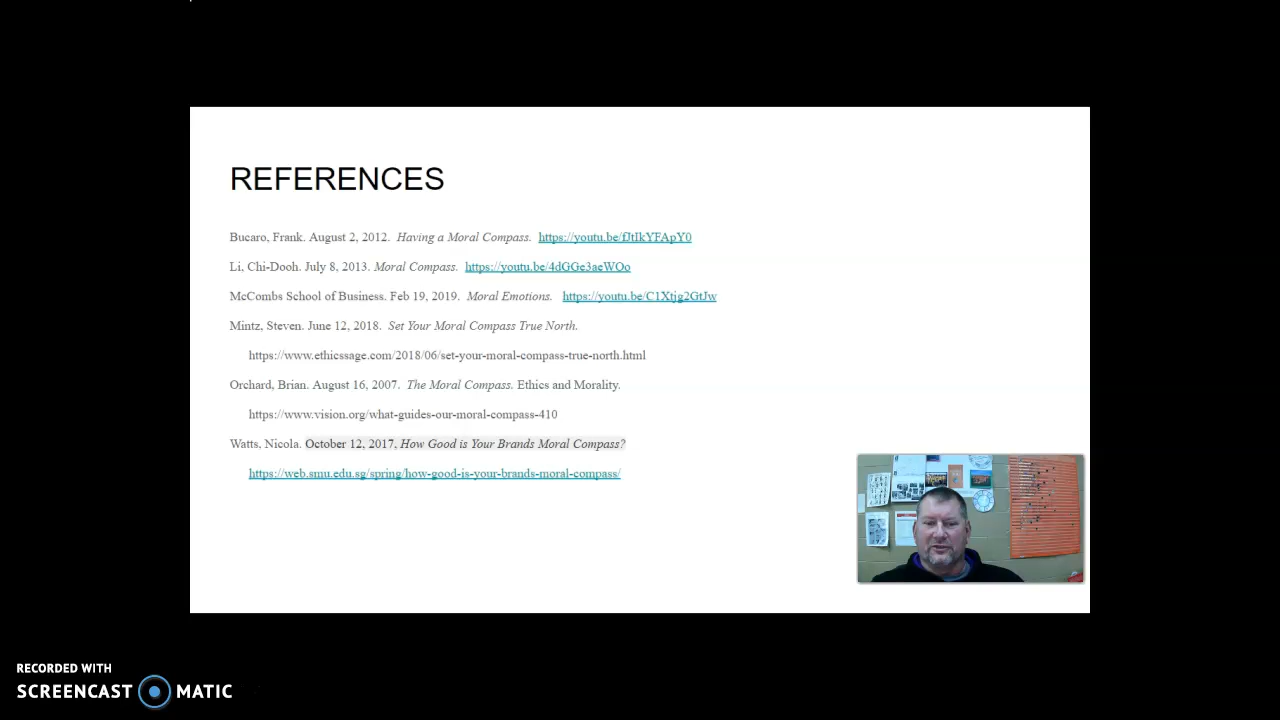 REFERENCES
Bucaro, Frank. August 2, 2012. Having a Moral Compass. https://youtu.be/fJtIkYFApY0
Li, Chi-Dooh. July 8, 2013. Moral Compass. https://youtu.be/4dGGe3aeWOo
McCombs School of Business. Feb 19, 2019. Moral Emotions. https://youtu.be/C1Xtjg2GtJw
Mintz, Steven. June 12, 2018. Set Your Moral Compass True North.
https://www.ethicssage.com/2018/06/set-your-moral-compass-true-north.html
Orchard, Brian. August 16, 2007. The Moral Compass. Ethics and Morality.
https://www.vision.org/what-guides-our-moral-compass-410
Watts, Nicola. October 12, 2017, How Good is Your Brands Moral Compass?
https://web.smu.edu.sg/spring/how-good-is-your-brands-moral-compass/
RECORDED WITH
SCREENCAST MATIC